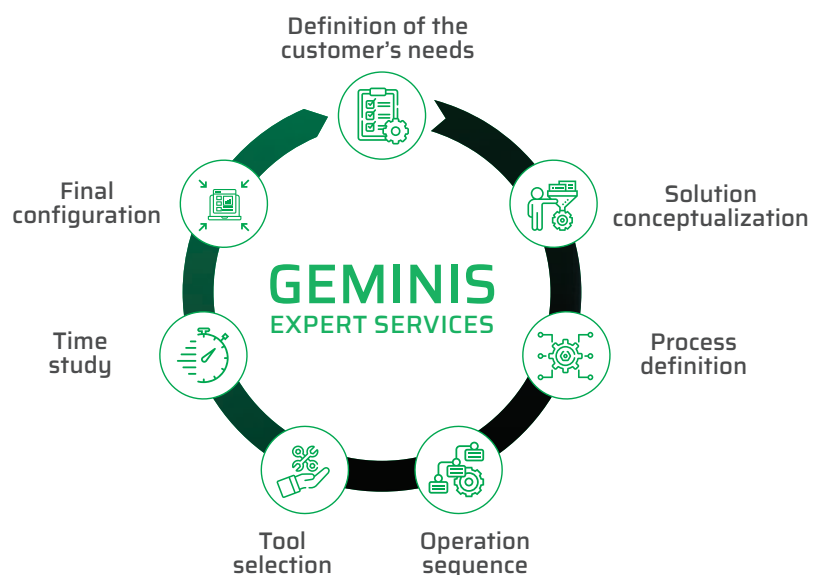 Definition of the
customer's needs
Solution
conceptualization
Process
definition
Operation
sequence
Tool
selection
Time
study
Final
configuration
GEMINIS
EXPERT SERVICES